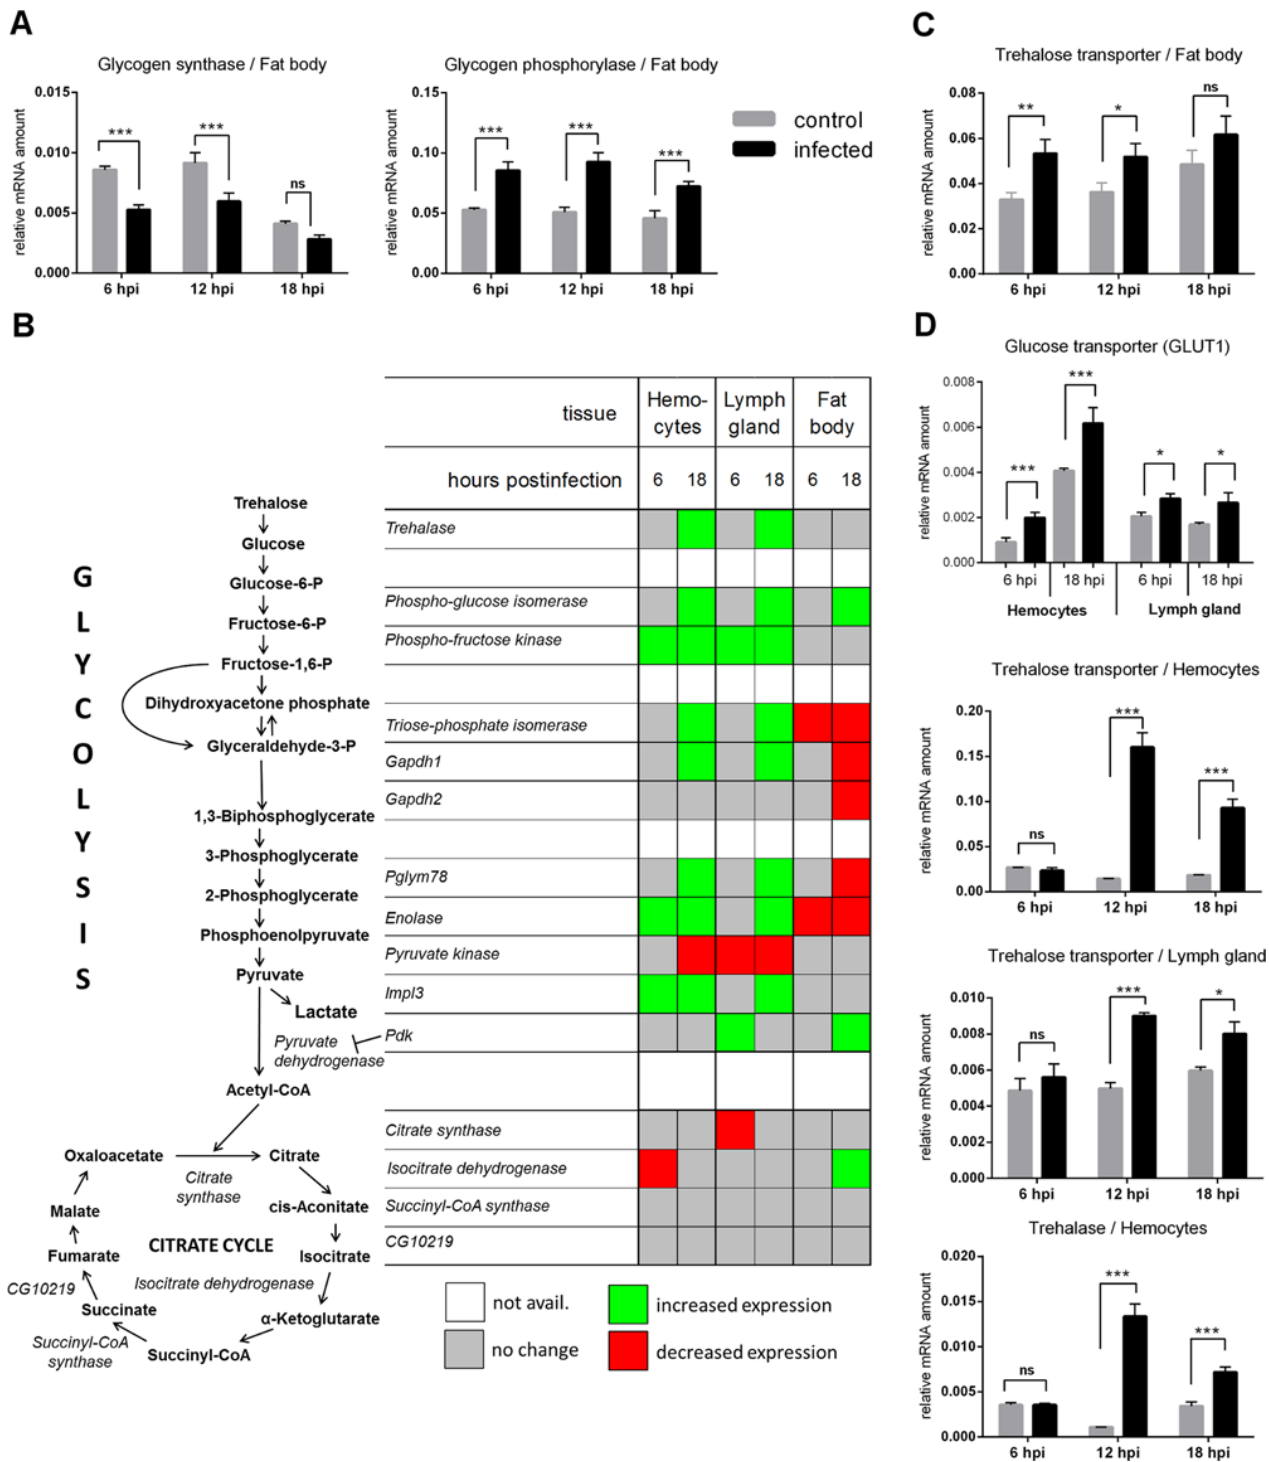 A
Glycogen synthase / Fat body
relative mRNA amount
0.015
0.010
0.005
0.000
***
***
ns
6 hpi 12 hpi 18 hpi
Glycogen phosphorylase / Fat body
relative mRNA amount
0.15
0.10
0.05
0.00
***
***
***
6 hpi 12 hpi 18 hpi
control
infected
C
Trehalose transporter / Fat body
relative mRNA amount
0.08
0.06
0.04
0.02
0.00
**
*
ns
6 hpi 12 hpi 18 hpi
B
GLYCOLYSIS
Trehalose
Glucose
Glucose-6-P
Fructose-6-P
Fructose-1,6-P
Dihydroxyacetone phosphate
Glyceraldehyde-3-P
1,3-Biphosphoglycerate
3-Phosphoglycerate
2-Phosphoglycerate
Phosphoenolpyruvate
Pyruvate
Lactate
Pyruvate
dehydrogenase
Acetyl-CoA
Oxaloacetate
Citrate
Citrate
synthase
Malate
cis-Aconitate
CITRATE CYCLE
Fumarate
Isocitrate
CG10219
Isocitrate dehydrogenase
Succinate
α-Ketoglutarate
Succinyl-CoA
synthase
Succinyl-CoA
tissue
Hemo-
cytes
Lymph
gland
Fat
body
hours postinfection 6 18 6 18 6 18
Trehalase
Phospho-glucose isomerase
Phospho-fructose kinase
Triose-phosphate isomerase
Gapdh1
Gapdh2
Pglym78
Enolase
Pyruvate kinase
Impl3
Pdk
Citrate synthase
Isocitrate dehydrogenase
Succinyl-CoA synthase
CG10219
not avail.
increased expression
no change
decreased expression
D
Glucose transporter (GLUT1)
relative mRNA amount
0.008
0.006
0.004
0.002
0.000
***
***
*
*
6 hpi 18 hpi 6 hpi 18 hpi
Hemocytes Lymph gland
Trehalose transporter / Hemocytes
relative mRNA amount
0.20
0.15
0.10
0.05
0.00
ns
***
***
6 hpi 12 hpi 18 hpi
Trehalose transporter / Lymph gland
relative mRNA amount
0.010
0.008
0.006
0.004
0.002
0.000
ns
***
*
6 hpi 12 hpi 18 hpi
Trehalase / Hemocytes
relative mRNA amount
0.020
0.015
0.010
0.005
0.000
ns
***
***
6 hpi 12 hpi 18 hpi